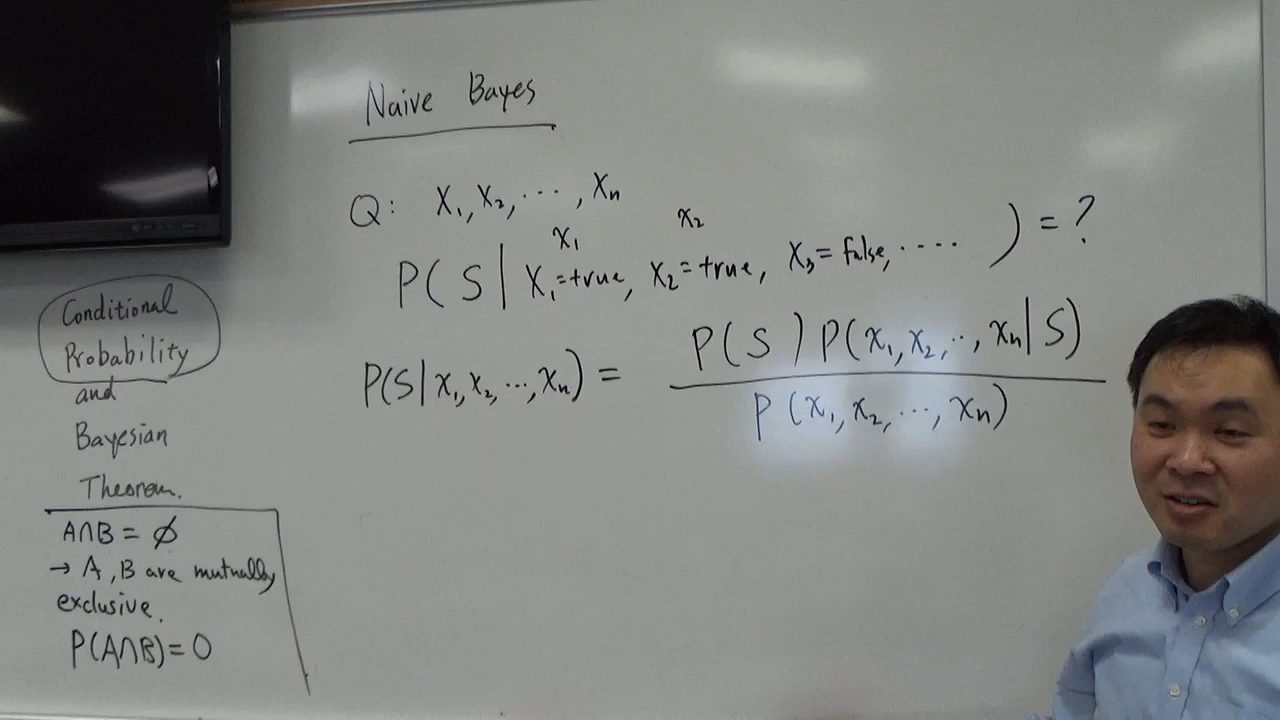 Naive Bayes
Q: X₁, X₂, ⋯, Xₙ
x₁ x₂
P(S | X₁=true, X₂=true, X₃=false, ⋯⋯) = ?
P(S | x₁, x₂, ⋯, xₙ) =
P(S) P(x₁, x₂, ⋯, xₙ | S)
P(x₁, x₂, ⋯, xₙ)
Conditional
Probability
and
Bayesian
Theorem.
A∩B = ∅
→ A, B are mutually
exclusive.
P(A∩B) = 0